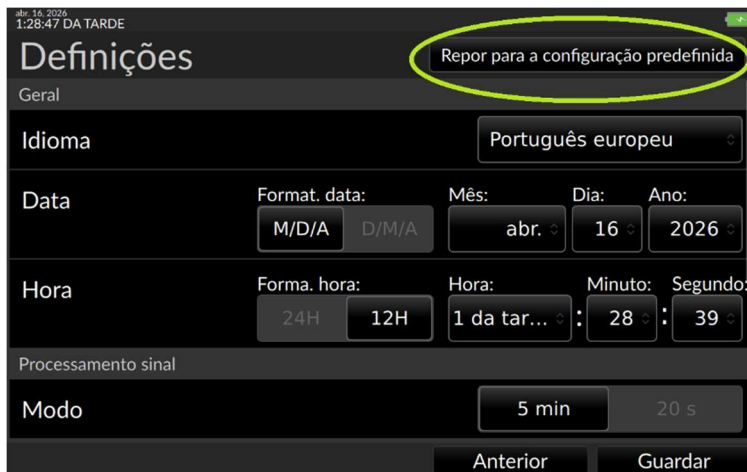 abr. 16, 2026
1:28:47 DA TARDE
Definições
Repor para a configuração predefinida
Geral
Idioma
Português europeu
Data
Format. data:
Mês:
Dia:
Ano:
M/D/A
D/M/A
abr.
16
2026
Hora
Forma. hora:
Hora:
Minuto:
Segundo:
24H
12H
1 da tar...
:
28
:
39
Processamento sinal
Modo
5 min
20 s
Anterior
Guardar